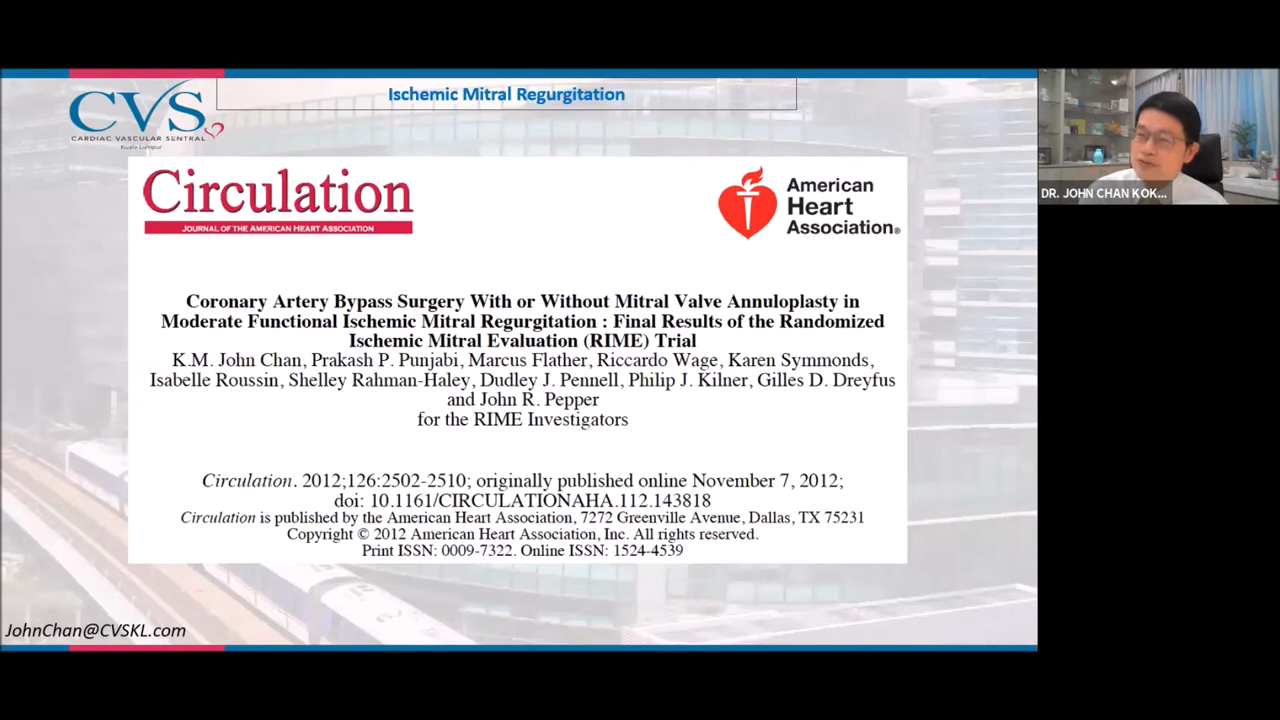 Ischemic Mitral Regurgitation
CVS
CARDIAC VASCULAR SENTRAL
Kuala Lumpur
Circulation
JOURNAL OF THE AMERICAN HEART ASSOCIATION
American
Heart
Association®
Coronary Artery Bypass Surgery With or Without Mitral Valve Annuloplasty in
Moderate Functional Ischemic Mitral Regurgitation : Final Results of the Randomized
Ischemic Mitral Evaluation (RIME) Trial
K.M. John Chan, Prakash P. Punjabi, Marcus Flather, Riccardo Wage, Karen Symmonds,
Isabelle Roussin, Shelley Rahman-Haley, Dudley J. Pennell, Philip J. Kilner, Gilles D. Dreyfus
and John R. Pepper
for the RIME Investigators
Circulation. 2012;126:2502-2510; originally published online November 7, 2012;
doi: 10.1161/CIRCULATIONAHA.112.143818
Circulation is published by the American Heart Association, 7272 Greenville Avenue, Dallas, TX 75231
Copyright © 2012 American Heart Association, Inc. All rights reserved.
Print ISSN: 0009-7322. Online ISSN: 1524-4539
JohnChan@CVSKL.com
DR. JOHN CHAN KOK...